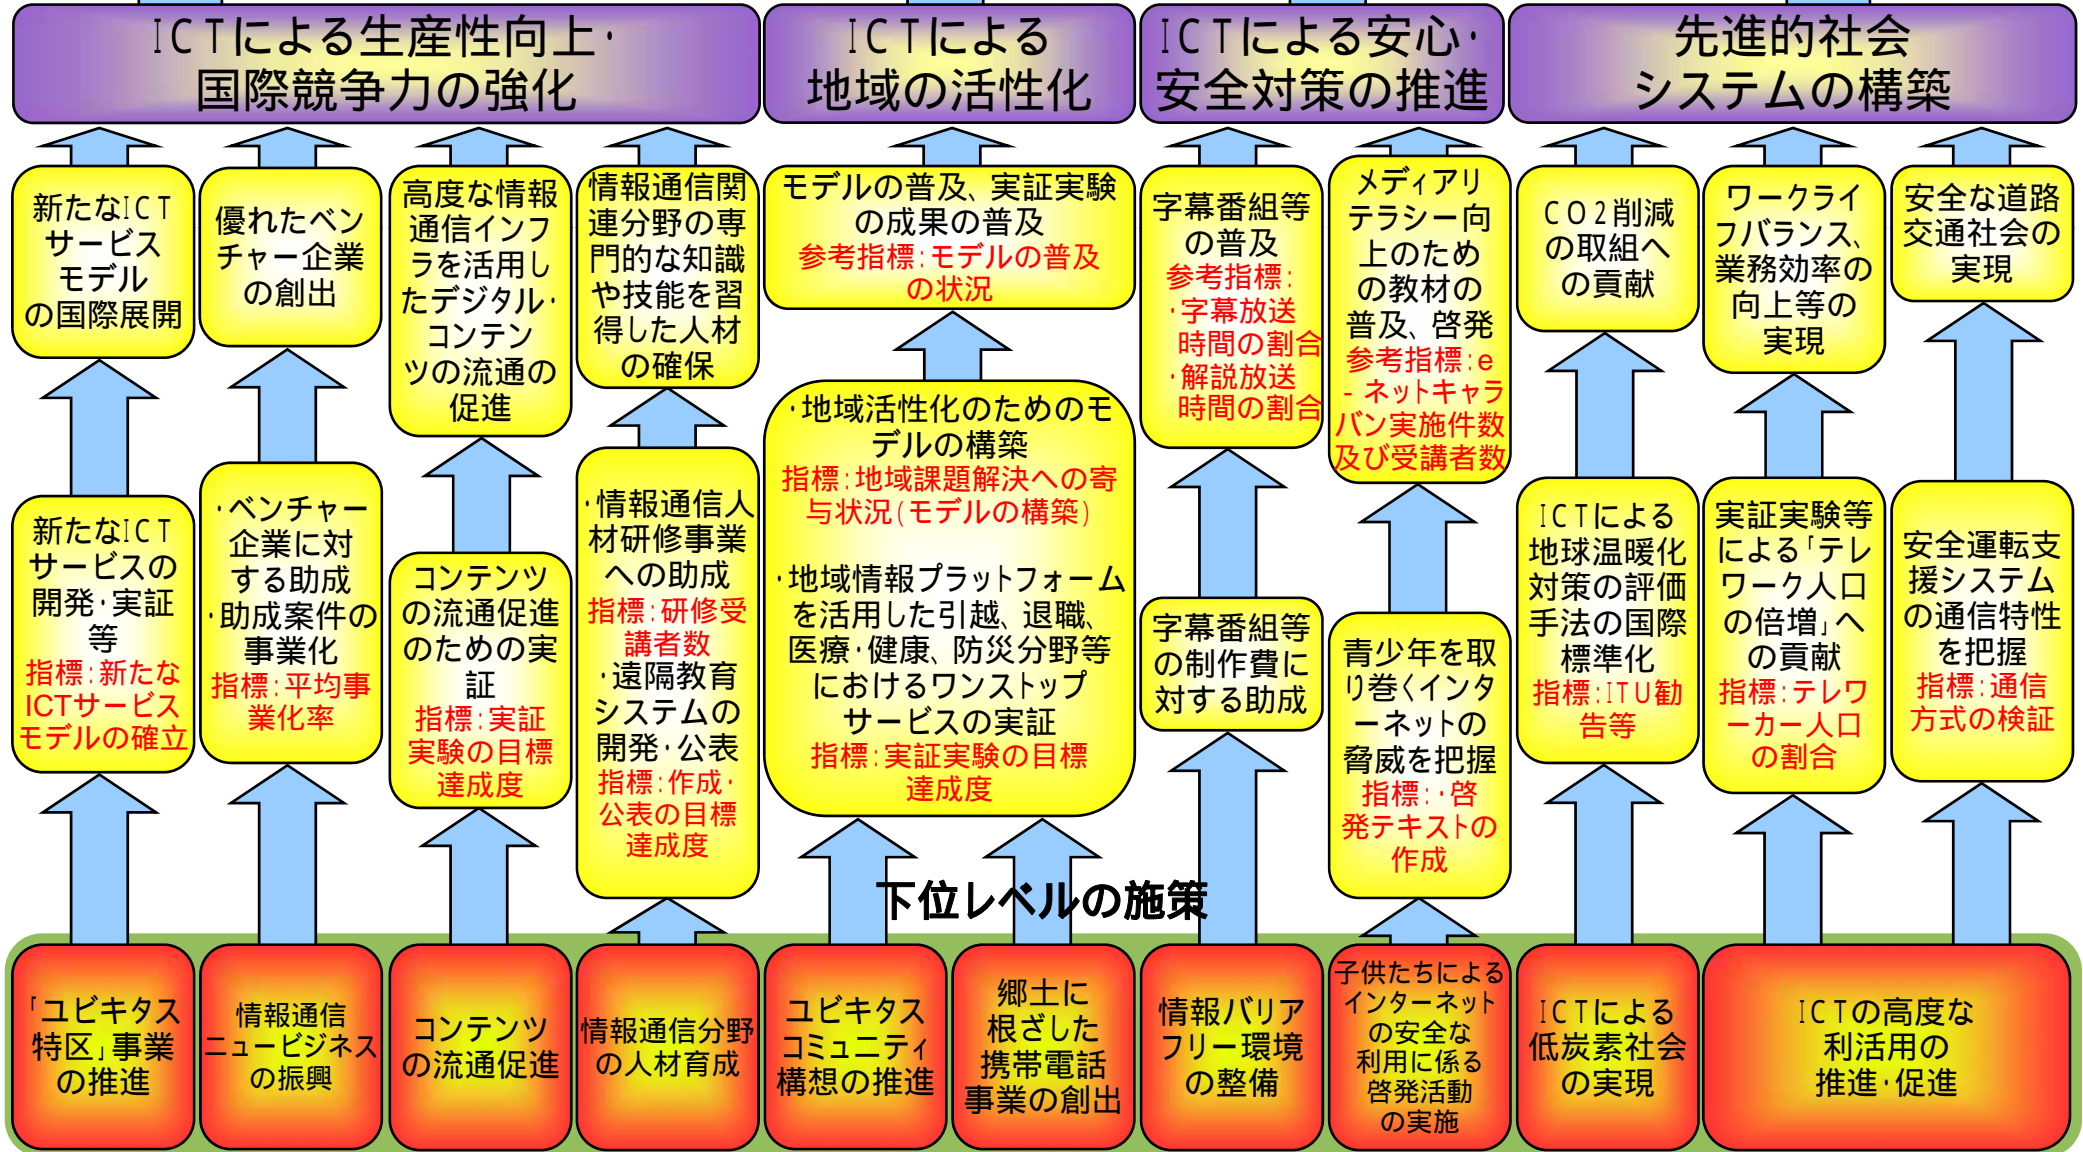 ICTによる生産性向上・
国際競争力の強化
ICTによる
地域の活性化
ICTによる安心・
安全対策の推進
先進的社会
システムの構築
新たなICT
サービス
モデル
の国際展開
優れたベン
チャー企業
の創出
高度な情報
通信インフ
ラを活用し
たデジタル・
コンテン
ツの流通の
促進
情報通信関
連分野の専
門的な知識
や技能を習
得した人材
の確保
モデルの普及、実証実験
の成果の普及
参考指標：モデルの普及
の状況
字幕番組等
の普及
参考指標：
・字幕放送
時間の割合
・解説放送
時間の割合
メディアリ
テラシー向
上のため
の教材の
普及、啓発
参考指標：e
-ネットキャラ
バン実施件数
及び受講者数
CO2削減
の取組へ
の貢献
ワークライ
フバランス、
業務効率の
向上等の
実現
安全な道路
交通社会の
実現
新たなICT
サービスの
開発・実証
等
指標：新たな
ICTサービス
モデルの確立
・ベンチャー
企業に対
する助成
・助成案件の
事業化
指標：平均事
業化率
コンテンツ
の流通促進
のための実
証
指標：実証
実験の目標
達成度
・情報通信人
材研修事業
への助成
指標：研修受
講者数
・遠隔教育
システムの
開発・公表
指標：作成・
公表の目標
達成度
・地域活性化のためのモ
デルの構築
指標：地域課題解決への寄
与状況(モデルの構築)
・地域情報プラットフォーム
を活用した引越、退職、
医療・健康、防災分野等
におけるワンストップ
サービスの実証
指標：実証実験の目標
達成度
字幕番組等
の制作費に
対する助成
青少年を取
り巻くインタ
ーネットの
脅威を把握
指標：・啓
発テキストの
作成
ICTによる
地球温暖化
対策の評価
手法の国際
標準化
指標：ITU勧
告等
実証実験等
による「テレ
ワーク人口
の倍増」へ
の貢献
指標：テレワ
ーカー人口
の割合
安全運転支
援システム
の通信特性
を把握
指標：通信
方式の検証
下位レベルの施策
「ユビキタス
特区」事業
の推進
情報通信
ニュービジネス
の振興
コンテンツ
の流通促進
情報通信分野
の人材育成
ユビキタス
コミュニティ
構想の推進
郷土に
根ざした
携帯電話
事業の創出
情報バリア
フリー環境
の整備
子供たちによる
インターネット
の安全な
利用に係る
啓発活動
の実施
ICTによる
低炭素社会
の実現
ICTの高度な
利活用の
推進・促進